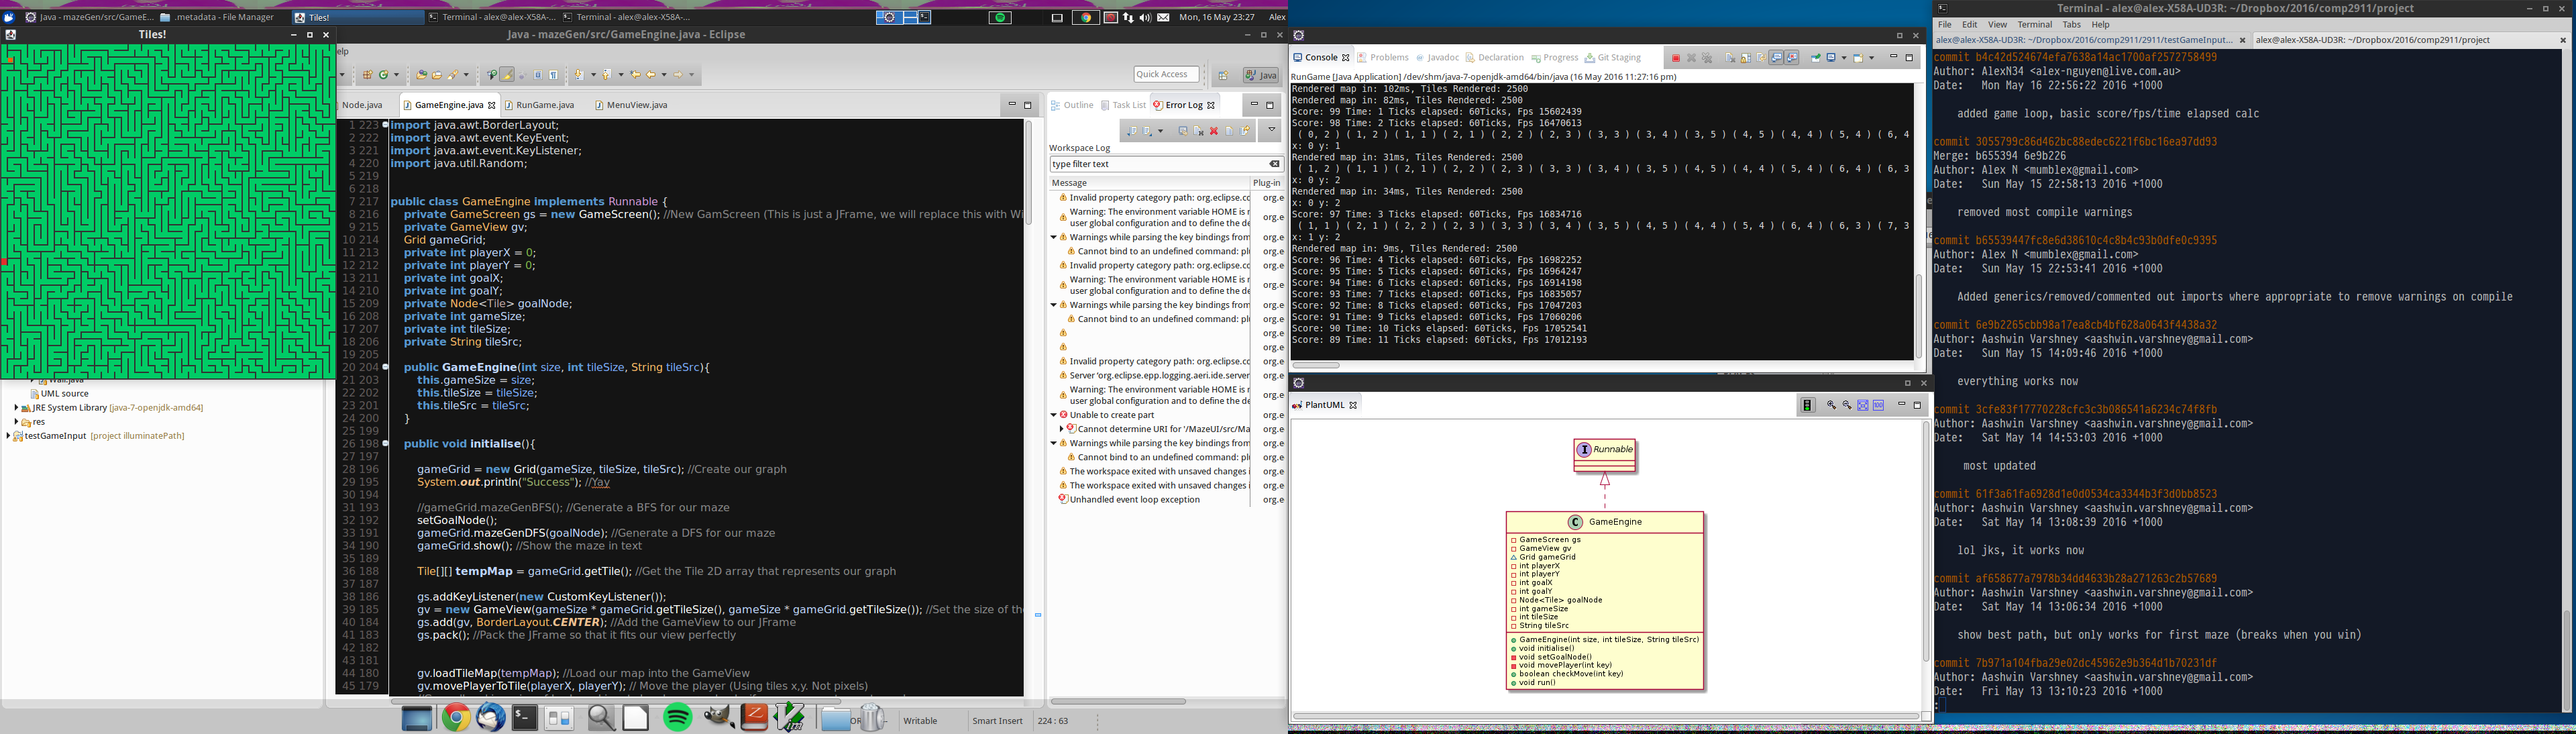 Java - mazeGen/src/GameE...
.metadata - File Manager
Tiles!
Terminal - alex@alex-X58A-...
Terminal - alex@alex-X58A-...
Mon, 16 May 23:27
Alex
Tiles!
Java - mazeGen/src/GameEngine.java - Eclipse
elp
Quick Access
Java
Node.java
GameEngine.java
RunGame.java
MenuView.java
1 223 import java.awt.BorderLayout;
2 222 import java.awt.event.KeyEvent;
3 221 import java.awt.event.KeyListener;
4 220 import java.util.Random;
5 219
6 218
7 217 public class GameEngine implements Runnable {
8 216 private GameScreen gs = new GameScreen(); //New GamScreen (This is just a JFrame, we will replace this with Wi
9 215 private GameView gv;
10 214 Grid gameGrid;
11 213 private int playerX = 0;
12 212 private int playerY = 0;
13 211 private int goalX;
14 210 private int goalY;
15 209 private Node<Tile> goalNode;
16 208 private int gameSize;
17 207 private int tileSize;
18 206 private String tileSrc;
19 205
20 204 public GameEngine(int size, int tileSize, String tileSrc){
21 203 this.gameSize = size;
22 202 this.tileSize = tileSize;
23 201 this.tileSrc = tileSrc;
24 200 }
25 199
26 198 public void initialise(){
27 197
28 196 gameGrid = new Grid(gameSize, tileSize, tileSrc); //Create our graph
29 195 System.out.println("Success"); //Yay
30 194
31 193 //gameGrid.mazeGenBFS(); //Generate a BFS for our maze
32 192 setGoalNode();
33 191 gameGrid.mazeGenDFS(goalNode); //Generate a DFS for our maze
34 190 gameGrid.show(); //Show the maze in text
35 189
36 188 Tile[][] tempMap = gameGrid.getTile(); //Get the Tile 2D array that represents our graph
37 187
38 186 gs.addKeyListener(new CustomKeyListener());
39 185 gv = new GameView(gameSize * gameGrid.getTileSize(), gameSize * gameGrid.getTileSize()); //Set the size of th
40 184 gs.add(gv, BorderLayout.CENTER); //Add the GameView to our JFrame
41 183 gs.pack(); //Pack the JFrame so that it fits our view perfectly
42 182
43 181
44 180 gv.loadTileMap(tempMap); //Load our map into the GameView
45 179 gv.movePlayerToTile(playerX, playerY); // Move the player (Using tiles x,y. Not pixels)
UML source
JRE System Library [java-7-openjdk-amd64]
res
testGameInput [project illuminatePath]
Writable
Smart Insert
224 : 63
Outline
Task List
Error Log
Workspace Log
type filter text
Message
Plug-in
Invalid property category path: org.eclipse.cc org.e
Warning: The environment variable HOME is r org.e
user global configuration and to define the de
Warnings while parsing the key bindings from org.e
Cannot bind to an undefined command: pl org.e
Invalid property category path: org.eclipse.cc org.e
Warning: The environment variable HOME is r org.e
user global configuration and to define the de
Warnings while parsing the key bindings from org.e
Cannot bind to an undefined command: pl org.e
org.e
org.e
Invalid property category path: org.eclipse.cc org.e
Server 'org.eclipse.epp.logging.aeri.ide.server org.e
Warning: The environment variable HOME is r org.e
user global configuration and to define the de
Unable to create part org.e
Cannot determine URI for '/MazeUI/src/Ma org.e
Warnings while parsing the key bindings from org.e
Cannot bind to an undefined command: pl org.e
The workspace exited with unsaved changes i org.e
The workspace exited with unsaved changes i org.e
Unhandled event loop exception org.e
Console
Problems
Javadoc
Declaration
Progress
Git Staging
RunGame [Java Application] /dev/shm/java-7-openjdk-amd64/bin/java (16 May 2016 11:27:16 pm)
Rendered map in: 102ms, Tiles Rendered: 2500
Rendered map in: 82ms, Tiles Rendered: 2500
Score: 99 Time: 1 Ticks elapsed: 60Ticks, Fps 15602439
Score: 98 Time: 2 Ticks elapsed: 60Ticks, Fps 16470613
( 0, 2 ) ( 1, 2 ) ( 1, 1 ) ( 2, 1 ) ( 2, 2 ) ( 2, 3 ) ( 3, 3 ) ( 3, 4 ) ( 3, 5 ) ( 4, 5 ) ( 4, 4 ) ( 5, 4 ) ( 6, 4
x: 0 y: 1
Rendered map in: 31ms, Tiles Rendered: 2500
( 1, 2 ) ( 1, 1 ) ( 2, 1 ) ( 2, 2 ) ( 2, 3 ) ( 3, 3 ) ( 3, 4 ) ( 3, 5 ) ( 4, 5 ) ( 4, 4 ) ( 5, 4 ) ( 6, 4 ) ( 6, 3
x: 0 y: 2
Rendered map in: 34ms, Tiles Rendered: 2500
x: 0 y: 2
Score: 97 Time: 3 Ticks elapsed: 60Ticks, Fps 16834716
( 1, 1 ) ( 2, 1 ) ( 2, 2 ) ( 2, 3 ) ( 3, 3 ) ( 3, 4 ) ( 3, 5 ) ( 4, 5 ) ( 4, 4 ) ( 5, 4 ) ( 6, 4 ) ( 6, 3 ) ( 7, 3
x: 1 y: 2
Rendered map in: 9ms, Tiles Rendered: 2500
Score: 96 Time: 4 Ticks elapsed: 60Ticks, Fps 16982252
Score: 95 Time: 5 Ticks elapsed: 60Ticks, Fps 16964247
Score: 94 Time: 6 Ticks elapsed: 60Ticks, Fps 16914198
Score: 93 Time: 7 Ticks elapsed: 60Ticks, Fps 16835057
Score: 92 Time: 8 Ticks elapsed: 60Ticks, Fps 17047203
Score: 91 Time: 9 Ticks elapsed: 60Ticks, Fps 17060206
Score: 90 Time: 10 Ticks elapsed: 60Ticks, Fps 17052541
Score: 89 Time: 11 Ticks elapsed: 60Ticks, Fps 17012193
PlantUML
I Runnable
C GameEngine
GameScreen gs
GameView gv
Grid gameGrid
int playerX
int playerY
int goalX
int goalY
Node<Tile> goalNode
int gameSize
int tileSize
String tileSrc
GameEngine(int size, int tileSize, String tileSrc)
void initialise()
void setGoalNode()
void movePlayer(int key)
boolean checkMove(int key)
void run()
Terminal - alex@alex-X58A-UD3R: ~/Dropbox/2016/comp2911/project
File Edit View Terminal Tabs Help
alex@alex-X58A-UD3R: ~/Dropbox/2016/comp2911/2911/testGameInput...
alex@alex-X58A-UD3R: ~/Dropbox/2016/comp2911/project
commit b4c42d524674efa7638a14ac1700af2572758499
Author: AlexN34 <alex-nguyen@live.com.au>
Date: Mon May 16 22:56:22 2016 +1000
added game loop, basic score/fps/time elapsed calc
commit 3055799c86d462bc88edec6221f6bc16ea97dd93
Merge: b655394 6e9b226
Author: Alex N <mumblex@gmail.com>
Date: Sun May 15 22:58:13 2016 +1000
removed most compile warnings
commit b65539447fc8e6d38610c4c8b4c93b0dfe0c9395
Author: Alex N <mumblex@gmail.com>
Date: Sun May 15 22:53:41 2016 +1000
Added generics/removed/commented out imports where appropriate to remove warnings on compile
commit 6e9b2265cbb98a17ea8cb4bf628a0643f4438a32
Author: Aashwin Varshney <aashwin.varshney@gmail.com>
Date: Sun May 15 14:09:46 2016 +1000
everything works now
commit 3cfe83f17770228cfc3c3b086541a6234c74f8fb
Author: Aashwin Varshney <aashwin.varshney@gmail.com>
Date: Sat May 14 14:53:03 2016 +1000
most updated
commit 61f3a61fa6928d1e0d0534ca3344b3f3d0bb8523
Author: Aashwin Varshney <aashwin.varshney@gmail.com>
Date: Sat May 14 13:08:39 2016 +1000
lol jks, it works now
commit af658677a7978b34dd4633b28a271263c2b57689
Author: Aashwin Varshney <aashwin.varshney@gmail.com>
Date: Sat May 14 13:06:34 2016 +1000
show best path, but only works for first maze (breaks when you win)
commit 7b971a104fba29e02dc45962e9b364d1b70231df
Author: Aashwin Varshney <aashwin.varshney@gmail.com>
Date: Fri May 13 13:10:23 2016 +1000
: